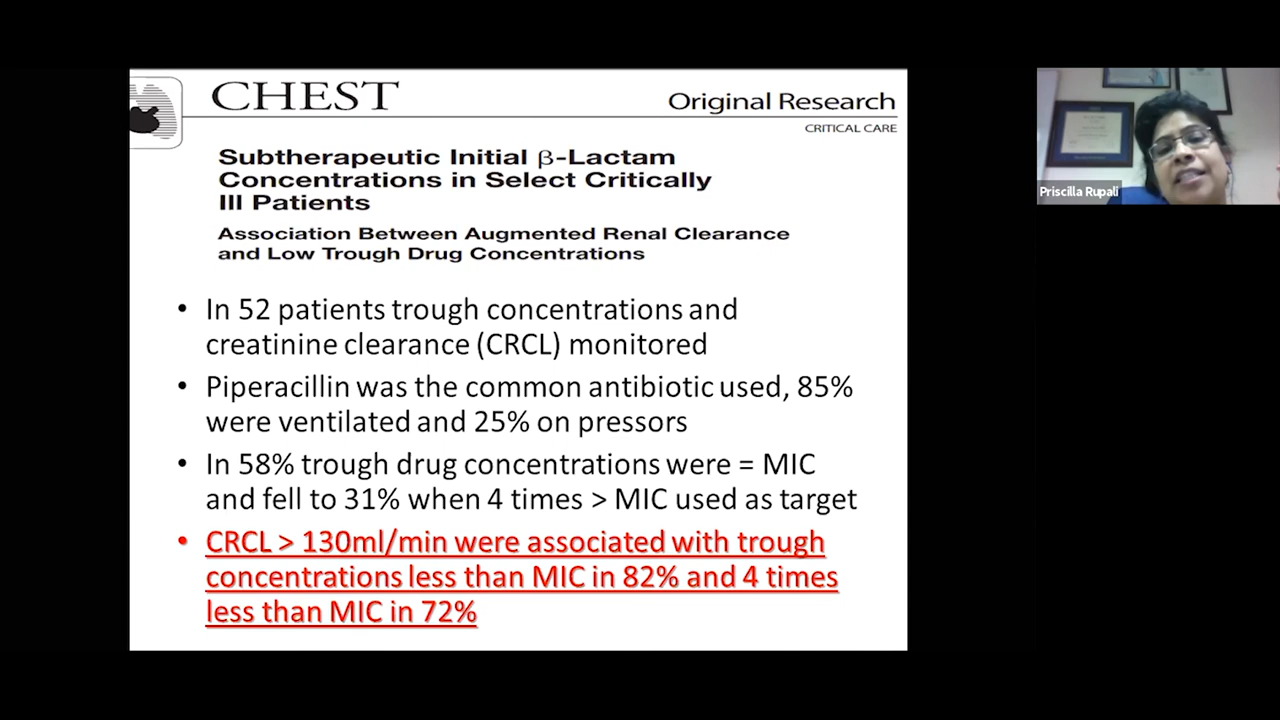 CHEST
Original Research
CRITICAL CARE
Subtherapeutic Initial β-Lactam
Concentrations in Select Critically
Ill Patients
Association Between Augmented Renal Clearance
and Low Trough Drug Concentrations
• In 52 patients trough concentrations and
creatinine clearance (CRCL) monitored
• Piperacillin was the common antibiotic used, 85%
were ventilated and 25% on pressors
• In 58% trough drug concentrations were = MIC
and fell to 31% when 4 times > MIC used as target
• CRCL > 130ml/min were associated with trough
concentrations less than MIC in 82% and 4 times
less than MIC in 72%
Priscilla Rupali